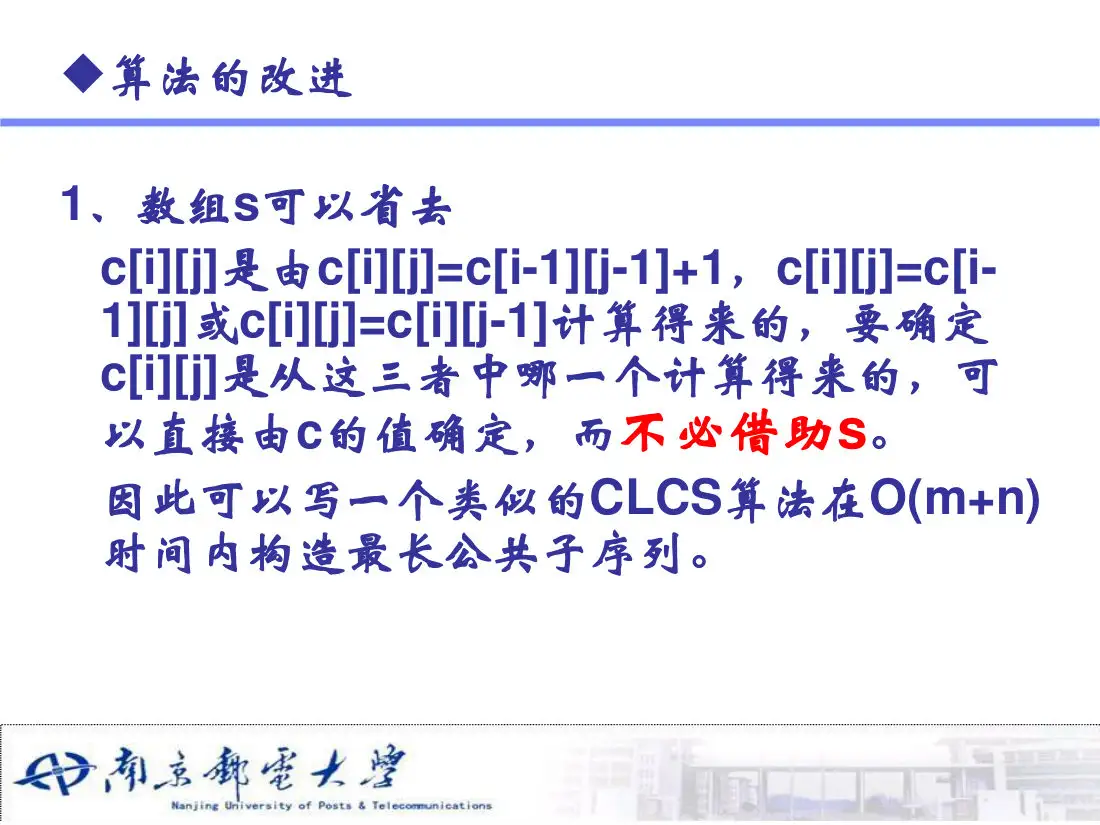 ◆算法的改进
1、数组s可以省去
c[i][j]是由c[i][j]=c[i-1][j-1]+1，c[i][j]=c[i-
1][j]或c[i][j]=c[i][j-1]计算得来的，要确定
c[i][j]是从这三者中哪一个计算得来的，可
以直接由c的值确定，而不必借助s。
因此可以写一个类似的CLCS算法在O(m+n)
时间内构造最长公共子序列。
南京郵電大學
Nanjing University of Posts & Telecommunications